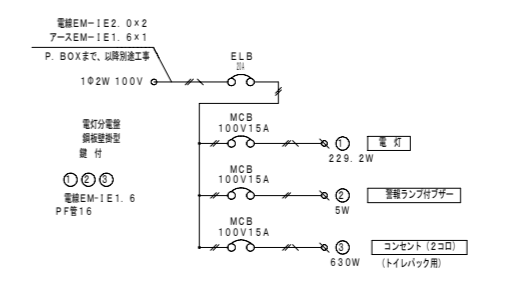 電線EM-IE2.0×2
アースEM-IE1.6×1
P.BOXまで、以降別途工事
1Φ2W 100V
ELB
20A
電灯分電盤
鋼板壁掛型
鍵 付
① ② ③
電線EM-IE1.6
PF管16
MCB
100V15A
① 電 灯
229.2W
MCB
100V15A
② 警報ランプ付ブザー
5W
MCB
100V15A
③ コンセント(2コロ)
630W (トイレパック用)